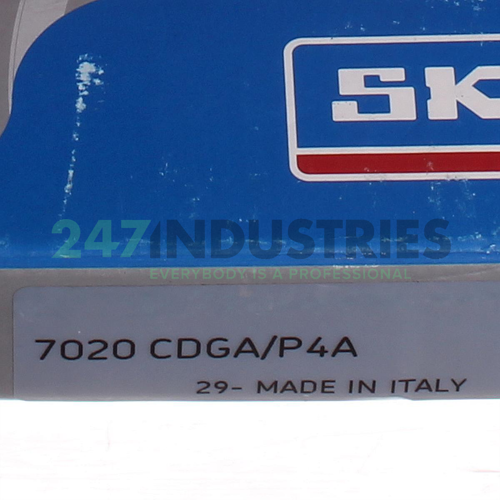 SK
247INDUSTRIES
EVERYBODY IS A PROFESSIONAL
7020 CDGA/P4A
29- MADE IN ITALY